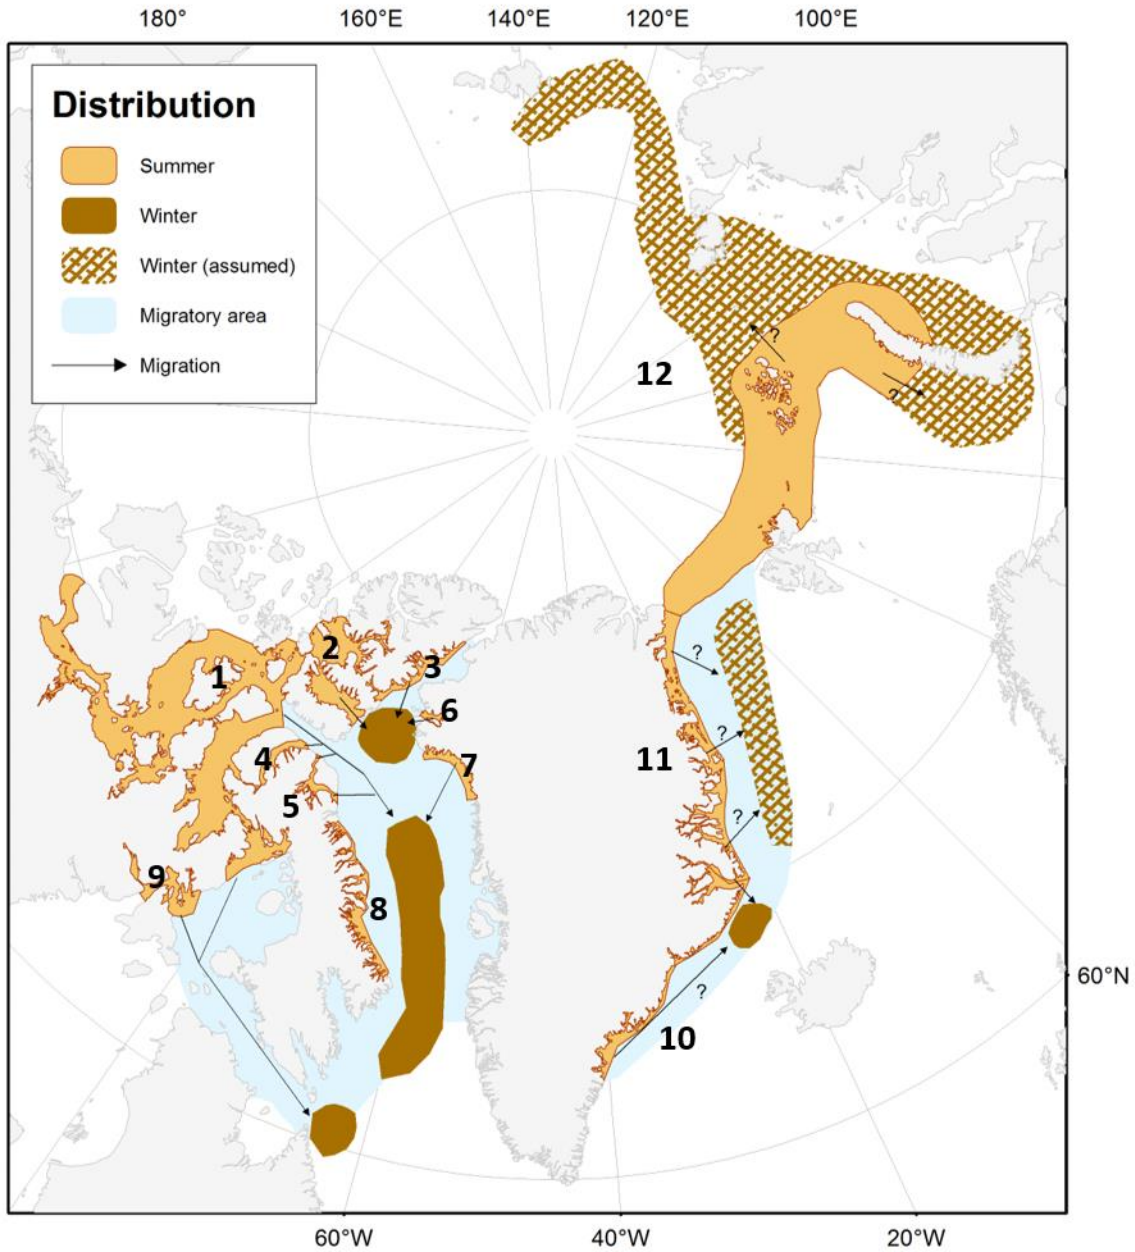 180° 160°E 140°E 120°E 100°E
Distribution
Summer
Winter
Winter (assumed)
Migratory area
Migration
?
12
?
2
3
?
1
6
?
4
7
11
5
?
9
8
60°N
?
10
60°W 40°W 20°W